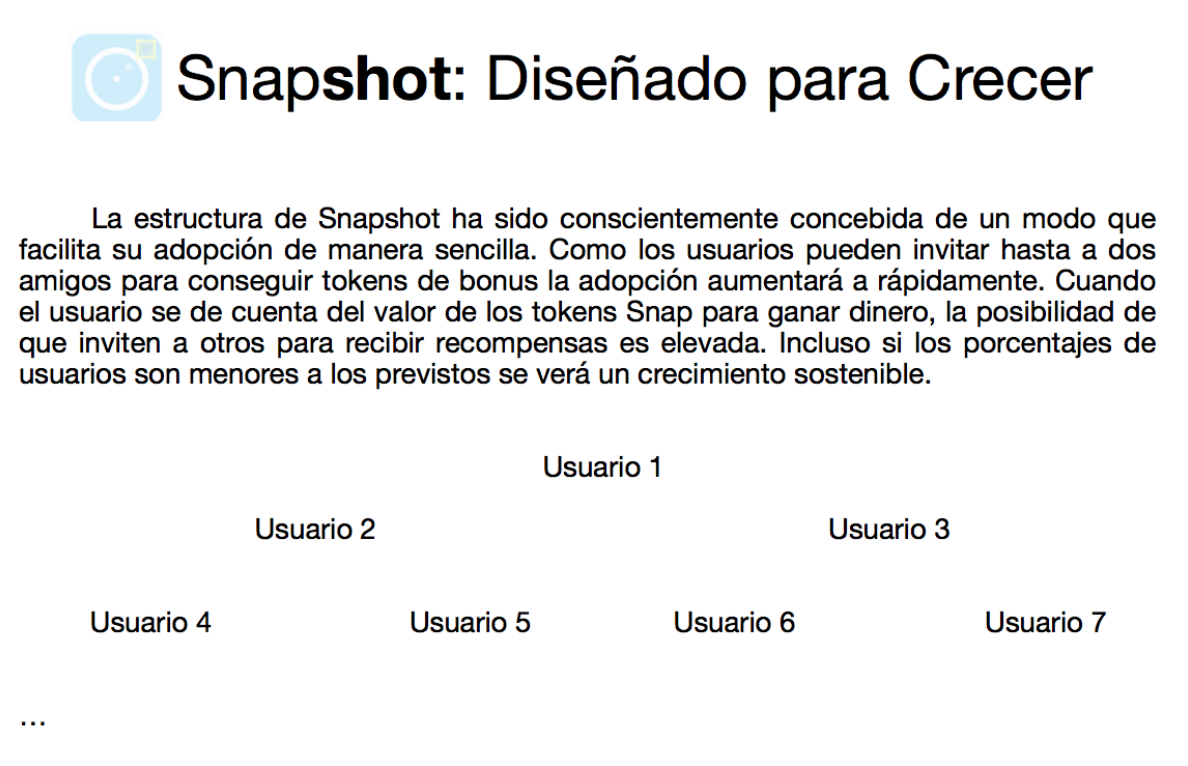 Snapshot: Diseñado para Crecer
La estructura de Snapshot ha sido conscientemente concebida de un modo que
facilita su adopción de manera sencilla. Como los usuarios pueden invitar hasta a dos
amigos para conseguir tokens de bonus la adopción aumentará a rápidamente. Cuando
el usuario se de cuenta del valor de los tokens Snap para ganar dinero, la posibilidad de
que inviten a otros para recibir recompensas es elevada. Incluso si los porcentajes de
usuarios son menores a los previstos se verá un crecimiento sostenible.
Usuario 1
Usuario 2 Usuario 3
Usuario 4 Usuario 5 Usuario 6 Usuario 7
...